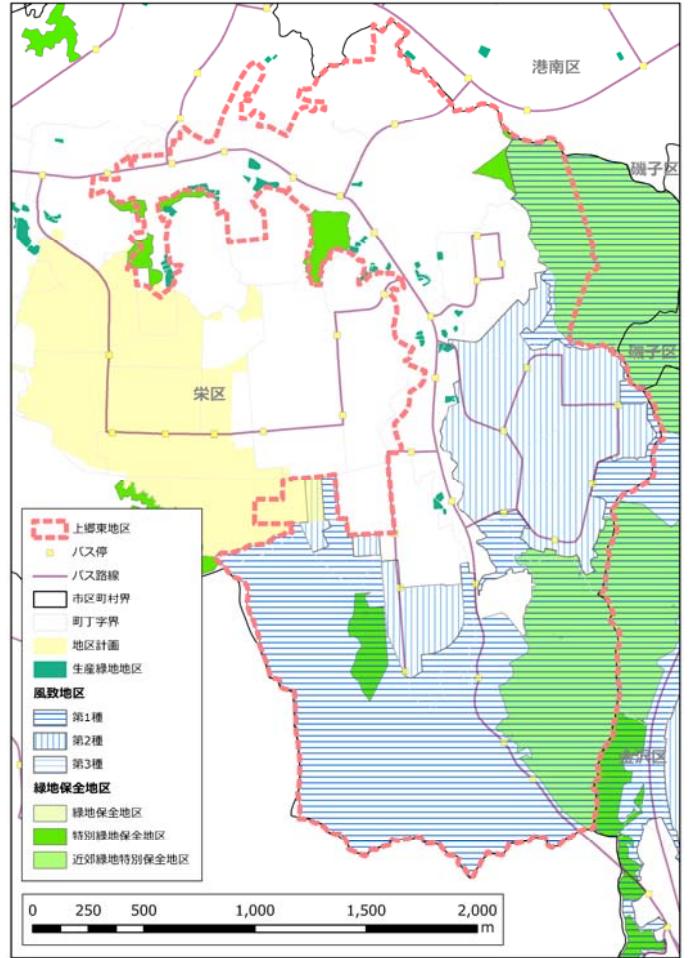 港南区
磯子区
磯子区
栄区
金沢区
上郷東地区
バス停
バス路線
市区町村界
町丁字界
地区計画
生産緑地地区
風致地区
第1種
第2種
第3種
緑地保全地区
緑地保全地区
特別緑地保全地区
近郊緑地特別保全地区
0 250 500 1,000 1,500 2,000
m